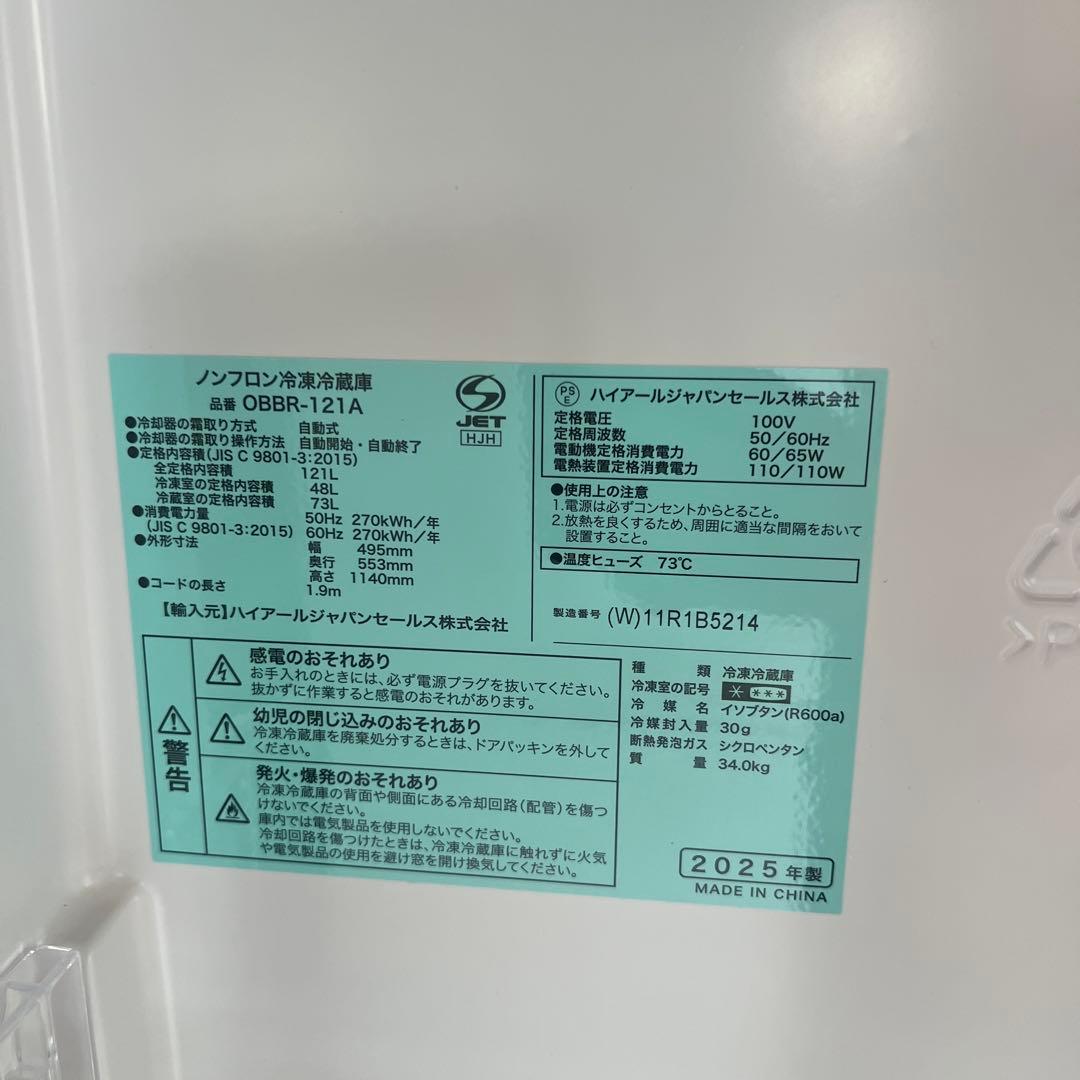 ノンフロン冷凍冷蔵庫
品番 OBBR-121A
JET
HJH
●冷却器の霜取り方式 自動式
●冷却器の霜取り操作方法 自動開始・自動終了
●定格内容積(JIS C 9801-3:2015)
全定格内容積 121L
冷凍室の定格内容積 48L
冷蔵室の定格内容積 73L
●消費電力量 50Hz 270kWh/年
(JIS C 9801-3:2015) 60Hz 270kWh/年
●外形寸法 幅 495mm
奥行 553mm
高さ 1140mm
●コードの長さ 1.9m
【輸入元】ハイアールジャパンセールス株式会社
PS
E
ハイアールジャパンセールス株式会社
定格電圧 100V
定格周波数 50/60Hz
電動機定格消費電力 60/65W
電熱装置定格消費電力 110/110W
●使用上の注意
1.電源は必ずコンセントからとること。
2.放熱を良くするため、周囲に適当な間隔をおいて
設置すること。
●温度ヒューズ 73℃
製造番号 (W)11R1B5214
警告
感電のおそれあり
お手入れのときには、必ず電源プラグを抜いてください。
抜かずに作業すると感電のおそれがあります。
幼児の閉じ込みのおそれあり
冷凍冷蔵庫を廃棄処分するときは、ドアパッキンを外して
ください。
発火・爆発のおそれあり
冷凍冷蔵庫の背面や側面にある冷却回路(配管)を傷つ
けないでください。
庫内では電気製品を使用しないでください。
冷却回路を傷つけたときは、冷凍冷蔵庫に触れずに火気
や電気製品の使用を避け窓を開け換気してください。
種類 冷凍冷蔵庫
冷凍室の記号 * ***
冷媒名 イソブタン(R600a)
冷媒封入量 30g
断熱発泡ガス シクロペンタン
質量 34.0kg
2025年製
MADE IN CHINA
>P